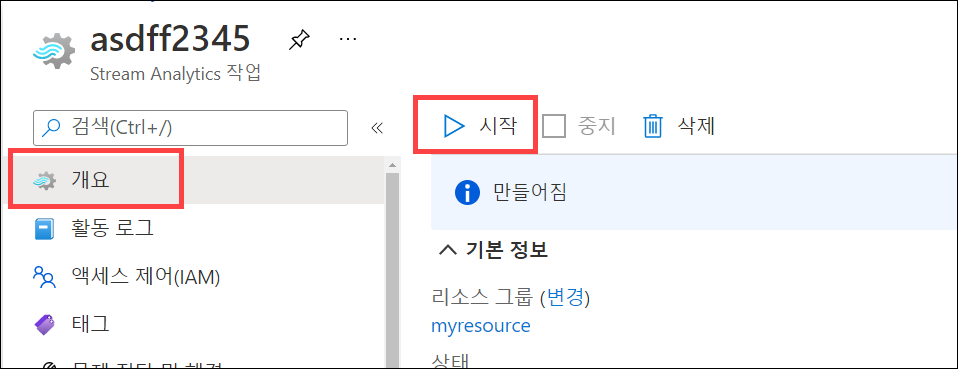 asdff2345
Stream Analytics 작업
검색(Ctrl+/)
시작 중지 삭제
개요
만들어짐
활동 로그
기본 정보
액세스 제어(IAM)
리소스 그룹 (변경)
태그
myresource
상태